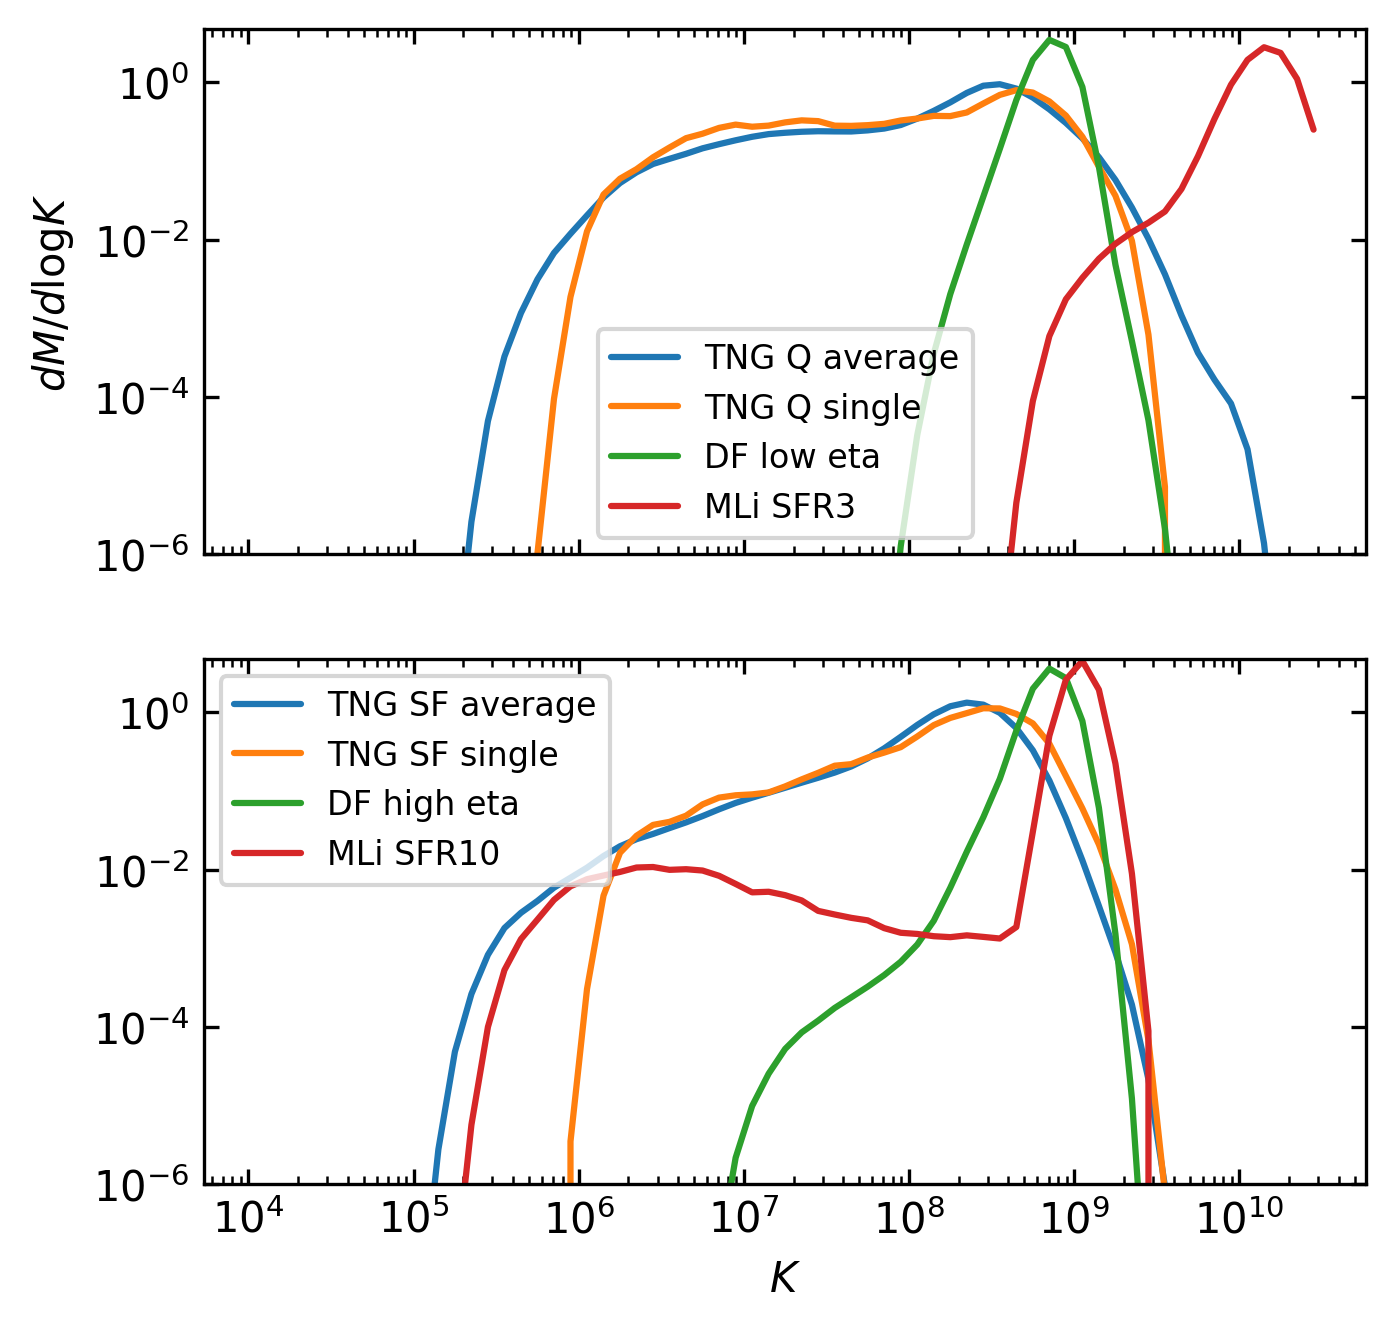 10^0
10^-2
10^-4
10^-6
dM/dlogK
TNG Q average
TNG Q single
DF low eta
MLi SFR3
10^0
10^-2
10^-4
10^-6
TNG SF average
TNG SF single
DF high eta
MLi SFR10
10^4 10^5 10^6 10^7 10^8 10^9 10^10
K